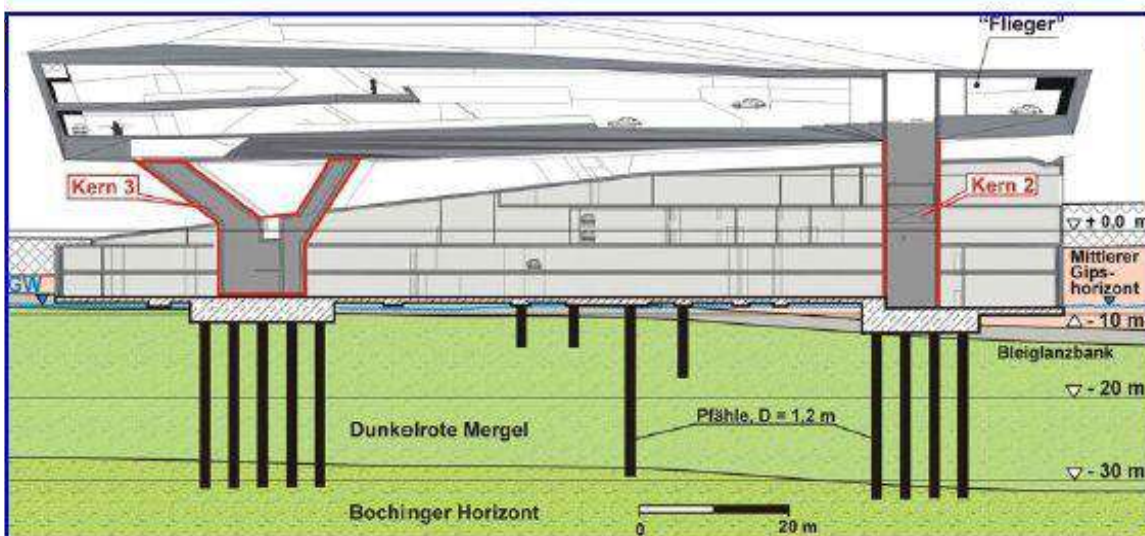 "Flieger"
Kern 3
Kern 2
▽ ± 0,0 m
Mittlerer
Gips-
horizont
GW
△ - 10 m
Bleiglanzbank
▽ - 20 m
Pfähle, D = 1,2 m
Dunkelrote Mergel
▽ - 30 m
Bochinger Horizont
0 20 m